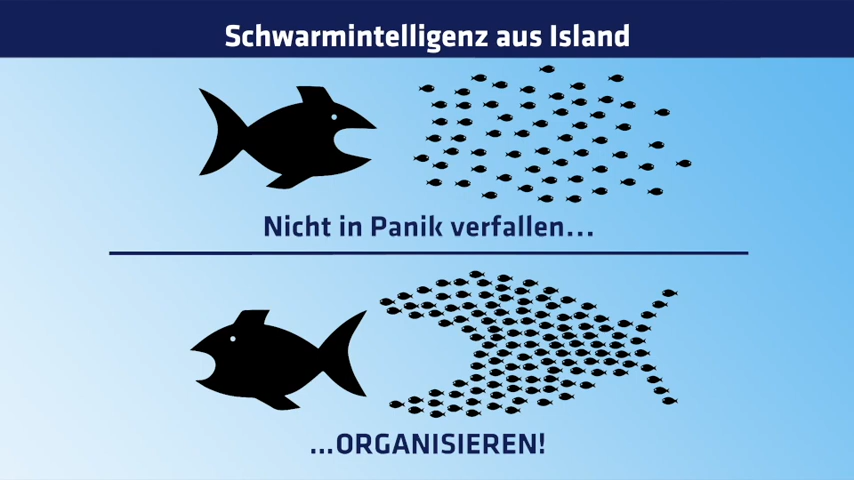 Schwarmintelligenz aus Island
Nicht in Panik verfallen...
...ORGANISIEREN!